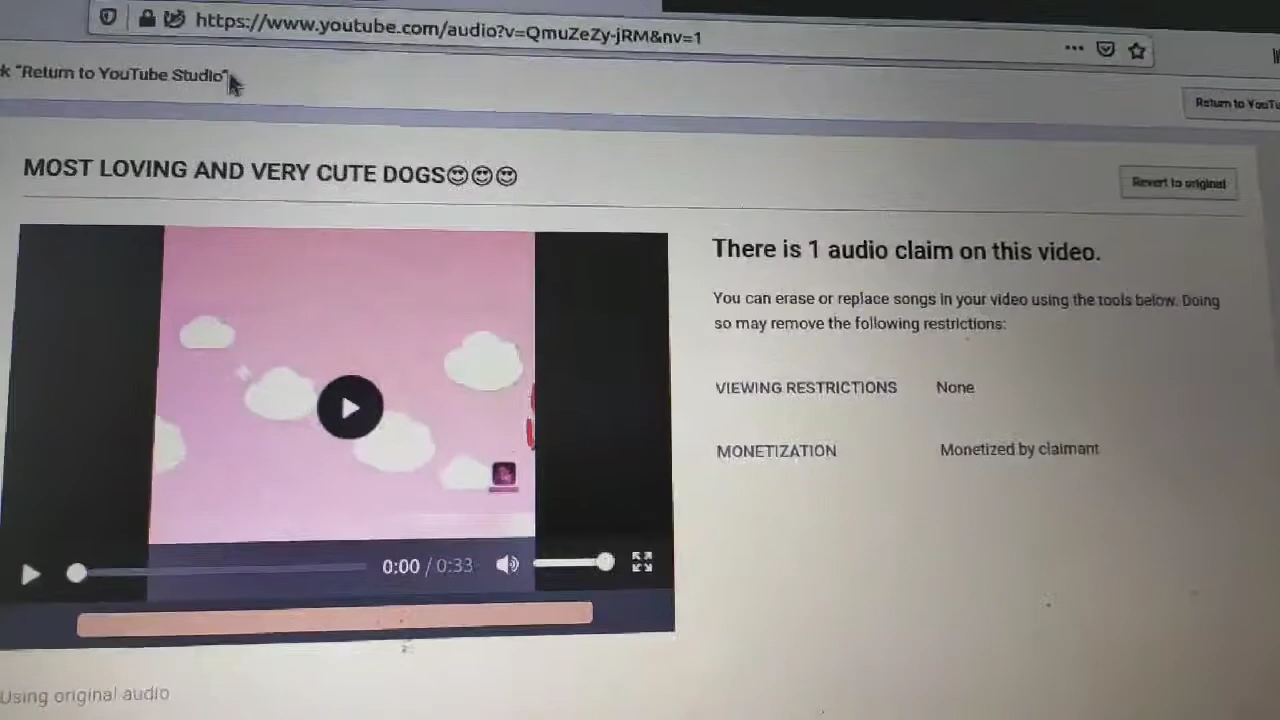 https://www.youtube.com/audio?v=QmuZeZy-jRM&nv=1
k "Return to YouTube Studio"
Return to YouTu
MOST LOVING AND VERY CUTE DOGS😍😍😍
Revert to original
There is 1 audio claim on this video.
You can erase or replace songs in your video using the tools below. Doing
so may remove the following restrictions:
VIEWING RESTRICTIONS None
MONETIZATION Monetized by claimant
0:00 / 0:33
Using original audio